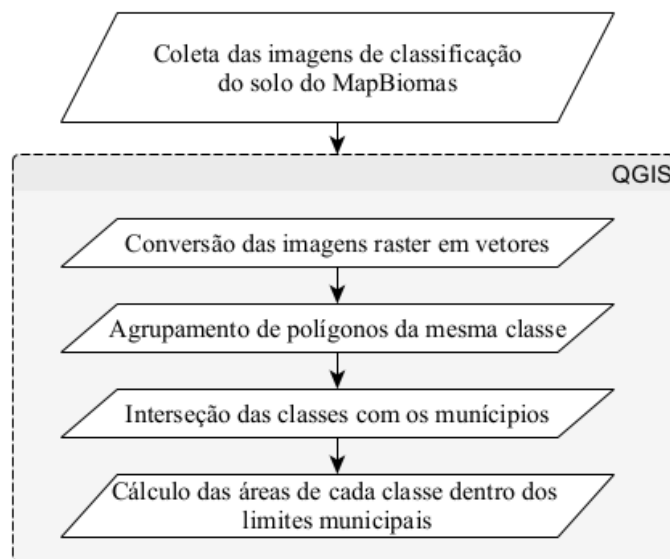 Coleta das imagens de classificação
do solo do MapBiomas
QGIS
Conversão das imagens raster em vetores
Agrupamento de polígonos da mesma classe
Interseção das classes com os munícipios
Cálculo das áreas de cada classe dentro dos
limites municipais